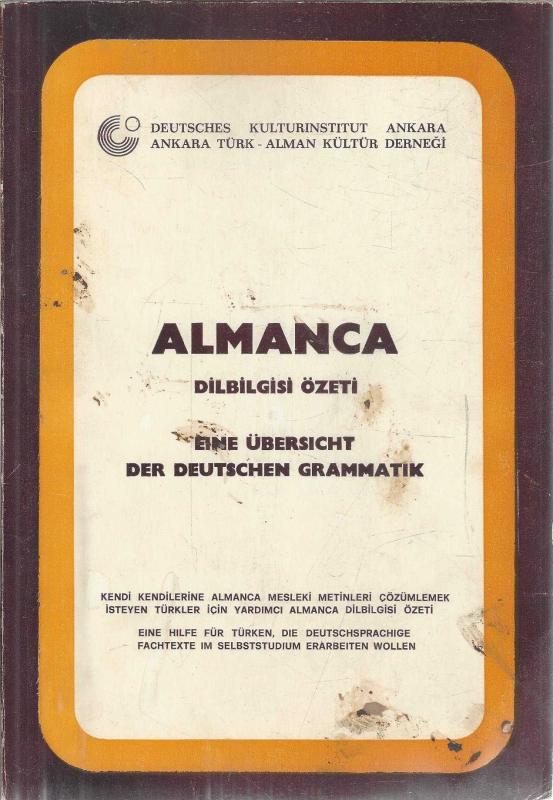 DEUTSCHES KULTURINSTITUT ANKARA
ANKARA TÜRK - ALMAN KÜLTÜR DERNEĞİ
ALMANCA
DİLBİLGİSİ ÖZETİ
EINE ÜBERSICHT
DER DEUTSCHEN GRAMMATIK
KENDİ KENDİLERİNE ALMANCA MESLEKİ METİNLERİ ÇÖZÜMLEMEK
İSTEYEN TÜRKLER İÇİN YARDIMCI ALMANCA DİLBİLGİSİ ÖZETİ
EINE HILFE FÜR TÜRKEN, DIE DEUTSCHSPRACHIGE
FACHTEXTE IM SELBSTSTUDIUM ERARBEITEN WOLLEN